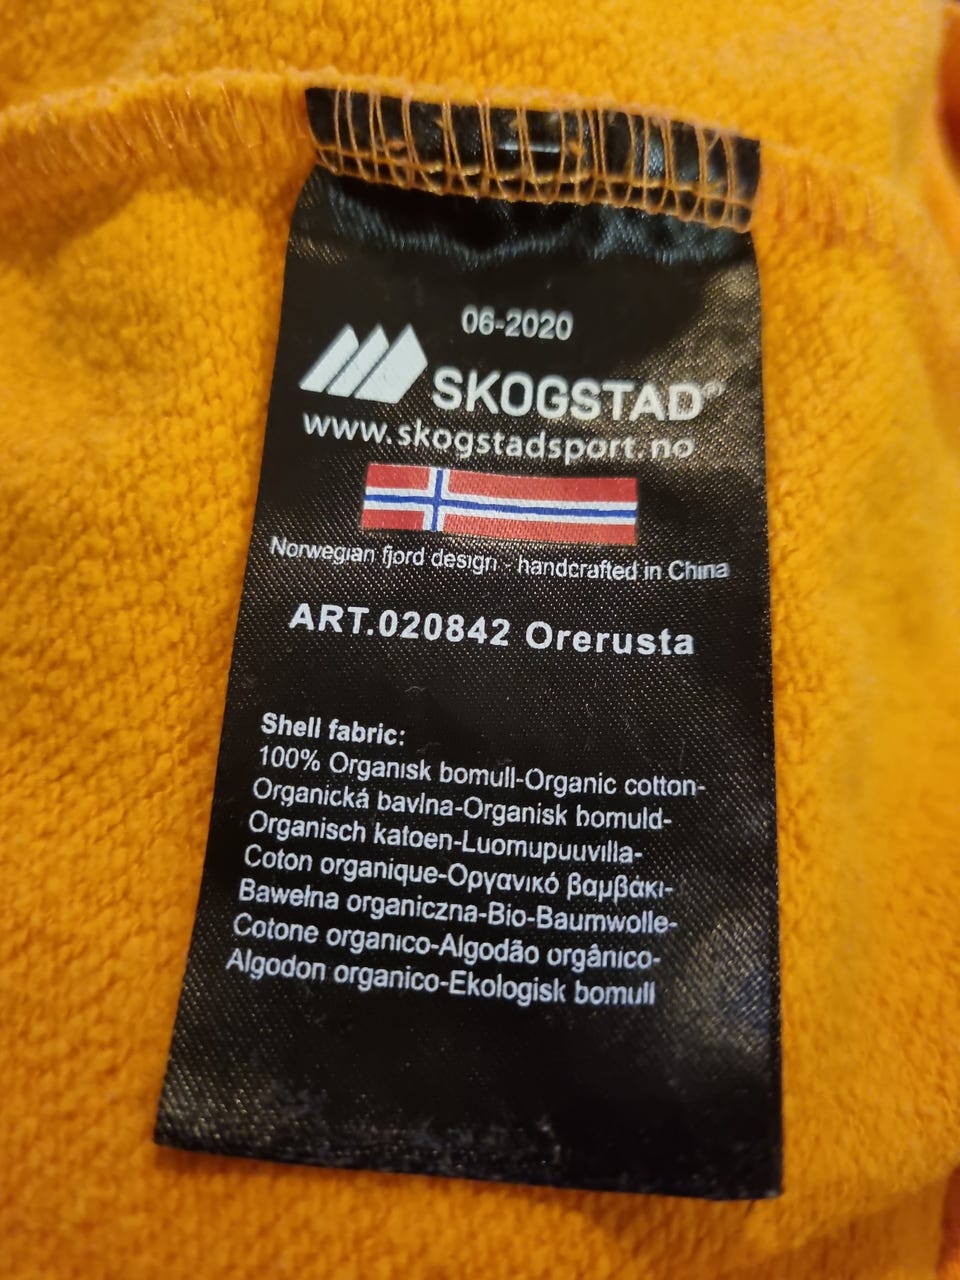 06-2020
SKOGSTAD®
www.skogstadsport.no
Norwegian fjord design - handcrafted in China
ART.020842 Orerusta
Shell fabric:
100% Organisk bomull-Organic cotton-
Organická bavlna-Organisk bomuld-
Organisch katoen-Luomupuuvilla-
Coton organique-Οργανικό βαμβάκι-
Bawełna organiczna-Bio-Baumwolle-
Cotone organico-Algodão orgânico-
Algodon organico-Ekologisk bomull